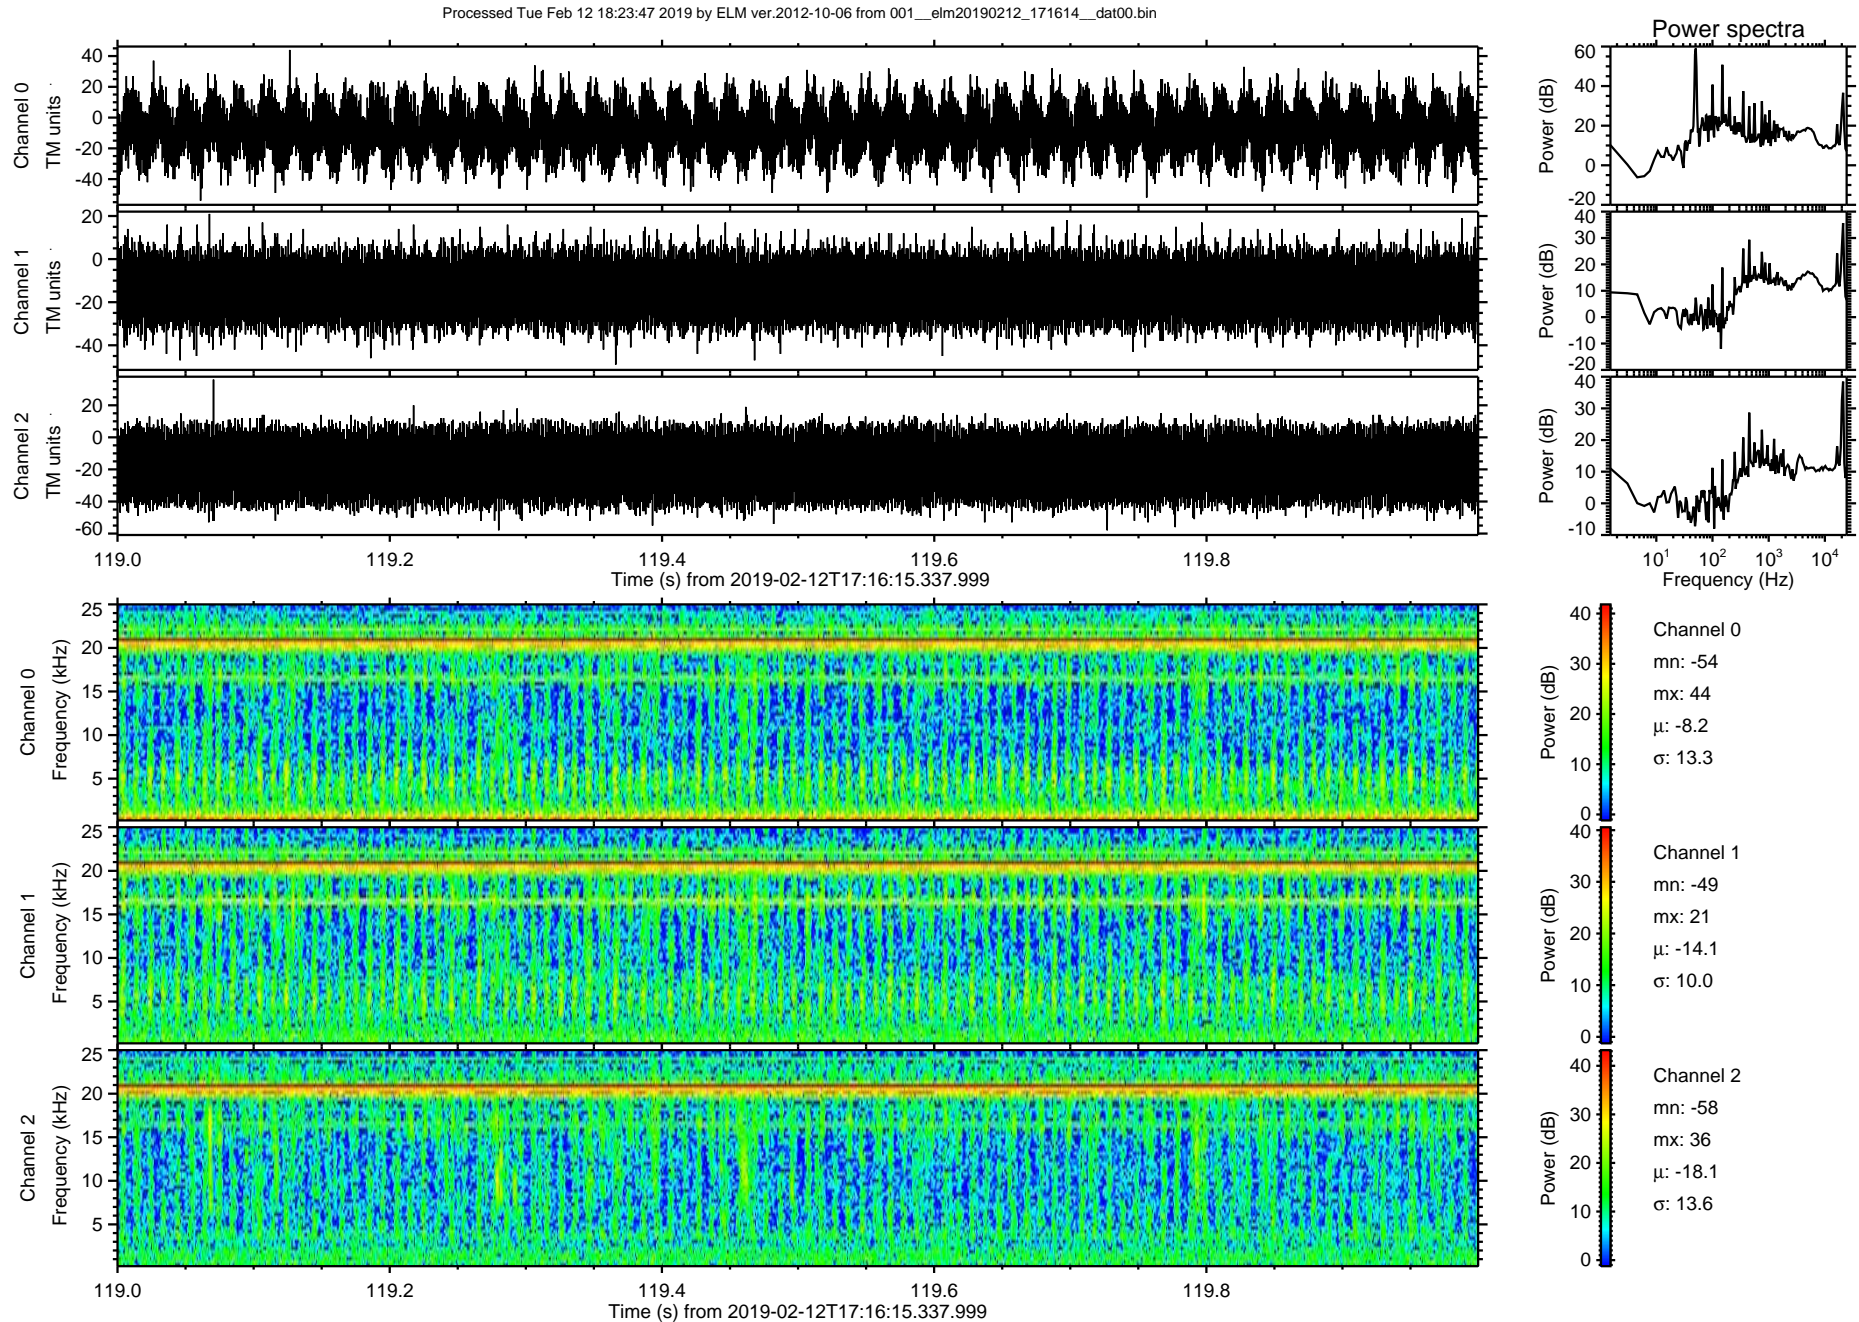 Processed Tue Feb 12 18:23:47 2019 by ELM ver.2012-10-06 from 001__elm20190212_171614__dat00.bin
Power spectra
Channel 0
TM units
40
20
0
-20
-40
Power (dB)
60
40
20
0
-20
Channel 1
TM units
20
0
-20
-40
Power (dB)
40
30
20
10
0
-10
-20
Channel 2
TM units
20
0
-20
-40
-60
Power (dB)
40
30
20
10
0
-10
119.0 119.2 119.4 119.6 119.8
Time (s) from 2019-02-12T17:16:15.337.999
10¹ 10² 10³ 10⁴
Frequency (Hz)
Channel 0
Frequency (kHz)
25
20
15
10
5
Power (dB)
40
30
20
10
0
Channel 0
mn: -54
mx: 44
μ: -8.2
σ: 13.3
Channel 1
Frequency (kHz)
25
20
15
10
5
Power (dB)
40
30
20
10
0
Channel 1
mn: -49
mx: 21
μ: -14.1
σ: 10.0
Channel 2
Frequency (kHz)
25
20
15
10
5
Power (dB)
40
30
20
10
0
Channel 2
mn: -58
mx: 36
μ: -18.1
σ: 13.6
119.0 119.2 119.4 119.6 119.8
Time (s) from 2019-02-12T17:16:15.337.999